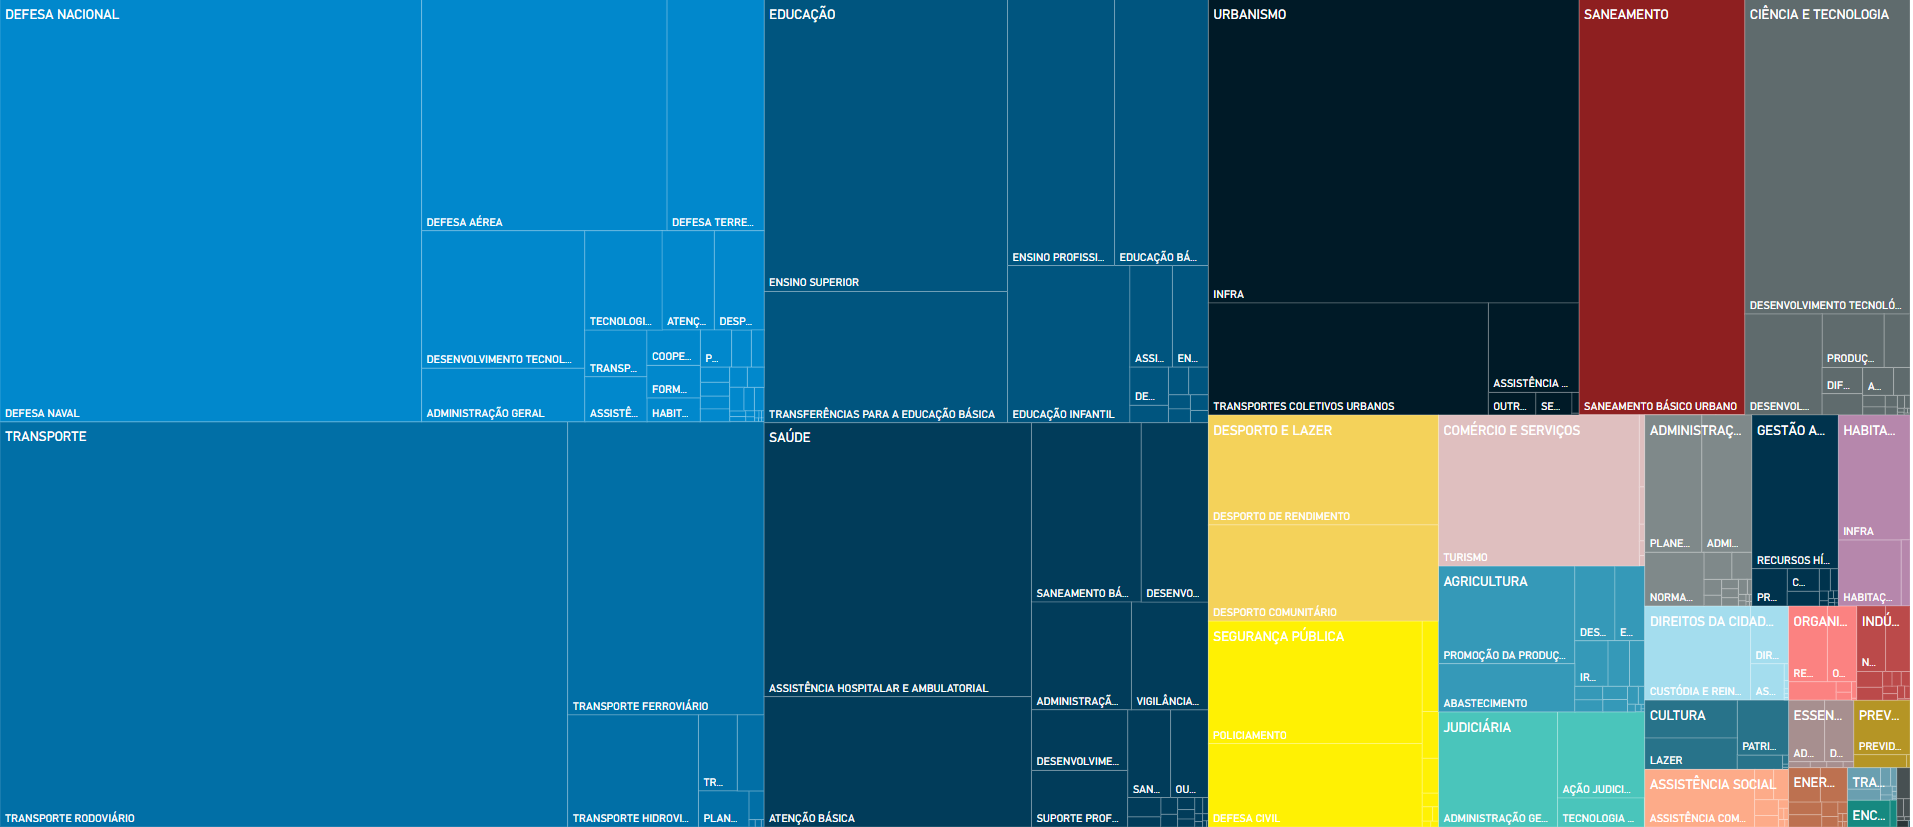 DEFESA NACIONAL
DEFESA NAVAL
DEFESA AÉREA
DEFESA TERRE...
DESENVOLVIMENTO TECNOL...
ADMINISTRAÇÃO GERAL
TECNOLOGI...
ATENÇ...
DESP...
TRANSP...
ASSISTÊ...
COOPE...
FORM...
HABIT...
P...
TRANSPORTE
TRANSPORTE RODOVIÁRIO
TRANSPORTE FERROVIÁRIO
TRANSPORTE HIDROVI...
TR...
PLAN...
EDUCAÇÃO
ENSINO SUPERIOR
TRANSFERÊNCIAS PARA A EDUCAÇÃO BÁSICA
ENSINO PROFISSI...
EDUCAÇÃO BÁ...
EDUCAÇÃO INFANTIL
ASSI...
EN...
DE...
SAÚDE
ASSISTÊNCIA HOSPITALAR E AMBULATORIAL
ATENÇÃO BÁSICA
SANEAMENTO BÁ...
DESENVO...
ADMINISTRAÇÃ...
VIGILÂNCIA...
DESENVOLVIME...
SUPORTE PROF...
SAN...
OU...
URBANISMO
INFRA
TRANSPORTES COLETIVOS URBANOS
ASSISTÊNCIA ...
OUTR...
SE...
SANEAMENTO
SANEAMENTO BÁSICO URBANO
CIÊNCIA E TECNOLOGIA
DESENVOLVIMENTO TECNOLÓ...
DESENVOL...
PRODUÇ...
DIF...
A...
DESPORTO E LAZER
DESPORTO DE RENDIMENTO
DESPORTO COMUNITÁRIO
SEGURANÇA PÚBLICA
POLICIAMENTO
DEFESA CIVIL
COMÉRCIO E SERVIÇOS
TURISMO
AGRICULTURA
PROMOÇÃO DA PRODUÇ...
ABASTECIMENTO
DES...
E...
IR...
JUDICIÁRIA
ADMINISTRAÇÃO GE...
AÇÃO JUDICI...
TECNOLOGIA ...
ADMINISTRAÇ...
PLANE...
ADMI...
NORMA...
GESTÃO A...
RECURSOS HÍ...
PR...
C...
HABITA...
INFRA
HABITAÇ...
DIREITOS DA CIDAD...
CUSTÓDIA E REIN...
DIR...
AS...
ORGANI...
RE...
O...
INDÚ...
N...
CULTURA
LAZER
PATRI...
ESSEN...
AD...
D...
PREV...
PREVID...
ASSISTÊNCIA SOCIAL
ASSISTÊNCIA COM...
ENER...
TRA...
ENC...